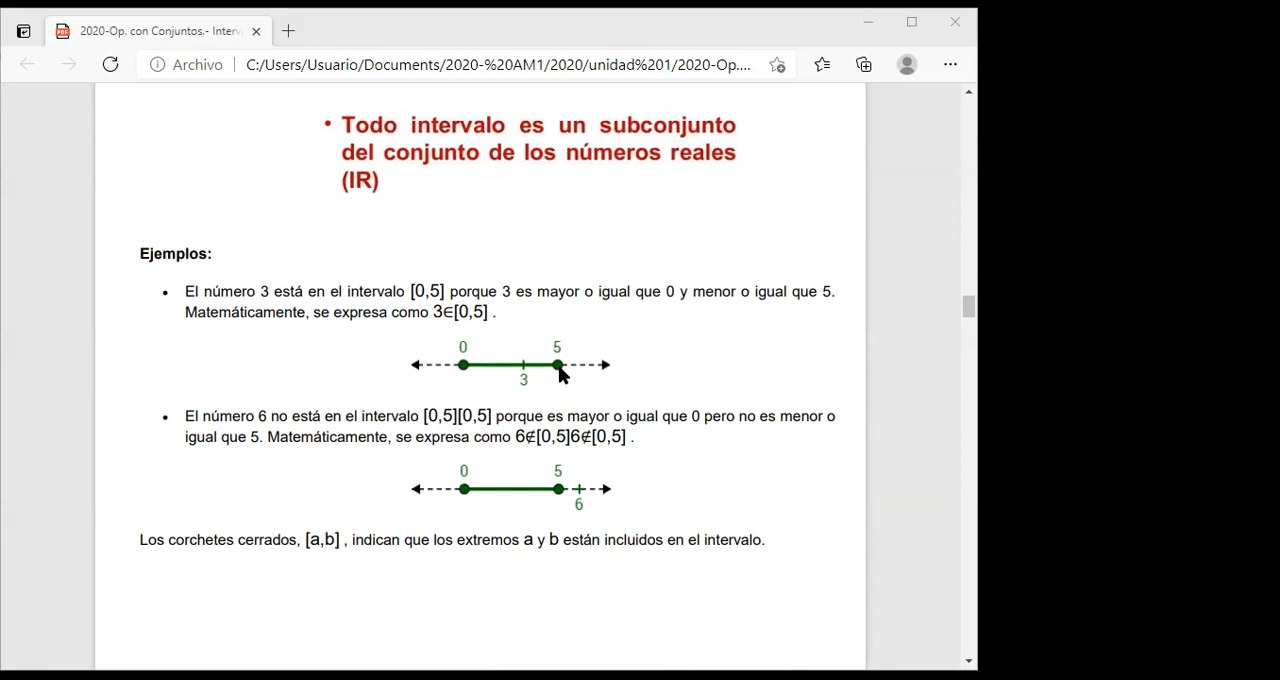 2020-Op. con Conjuntos.- Interv
Archivo C:/Users/Usuario/Documents/2020-%20AM1/2020/unidad%201/2020-Op....
• Todo intervalo es un subconjunto
del conjunto de los números reales
(IR)
Ejemplos:
• El número 3 está en el intervalo [0,5] porque 3 es mayor o igual que 0 y menor o igual que 5.
Matemáticamente, se expresa como 3∈[0,5] .
0 5
3
• El número 6 no está en el intervalo [0,5][0,5] porque es mayor o igual que 0 pero no es menor o
igual que 5. Matemáticamente, se expresa como 6∉[0,5]6∉[0,5] .
0 5
6
Los corchetes cerrados, [a,b] , indican que los extremos a y b están incluidos en el intervalo.